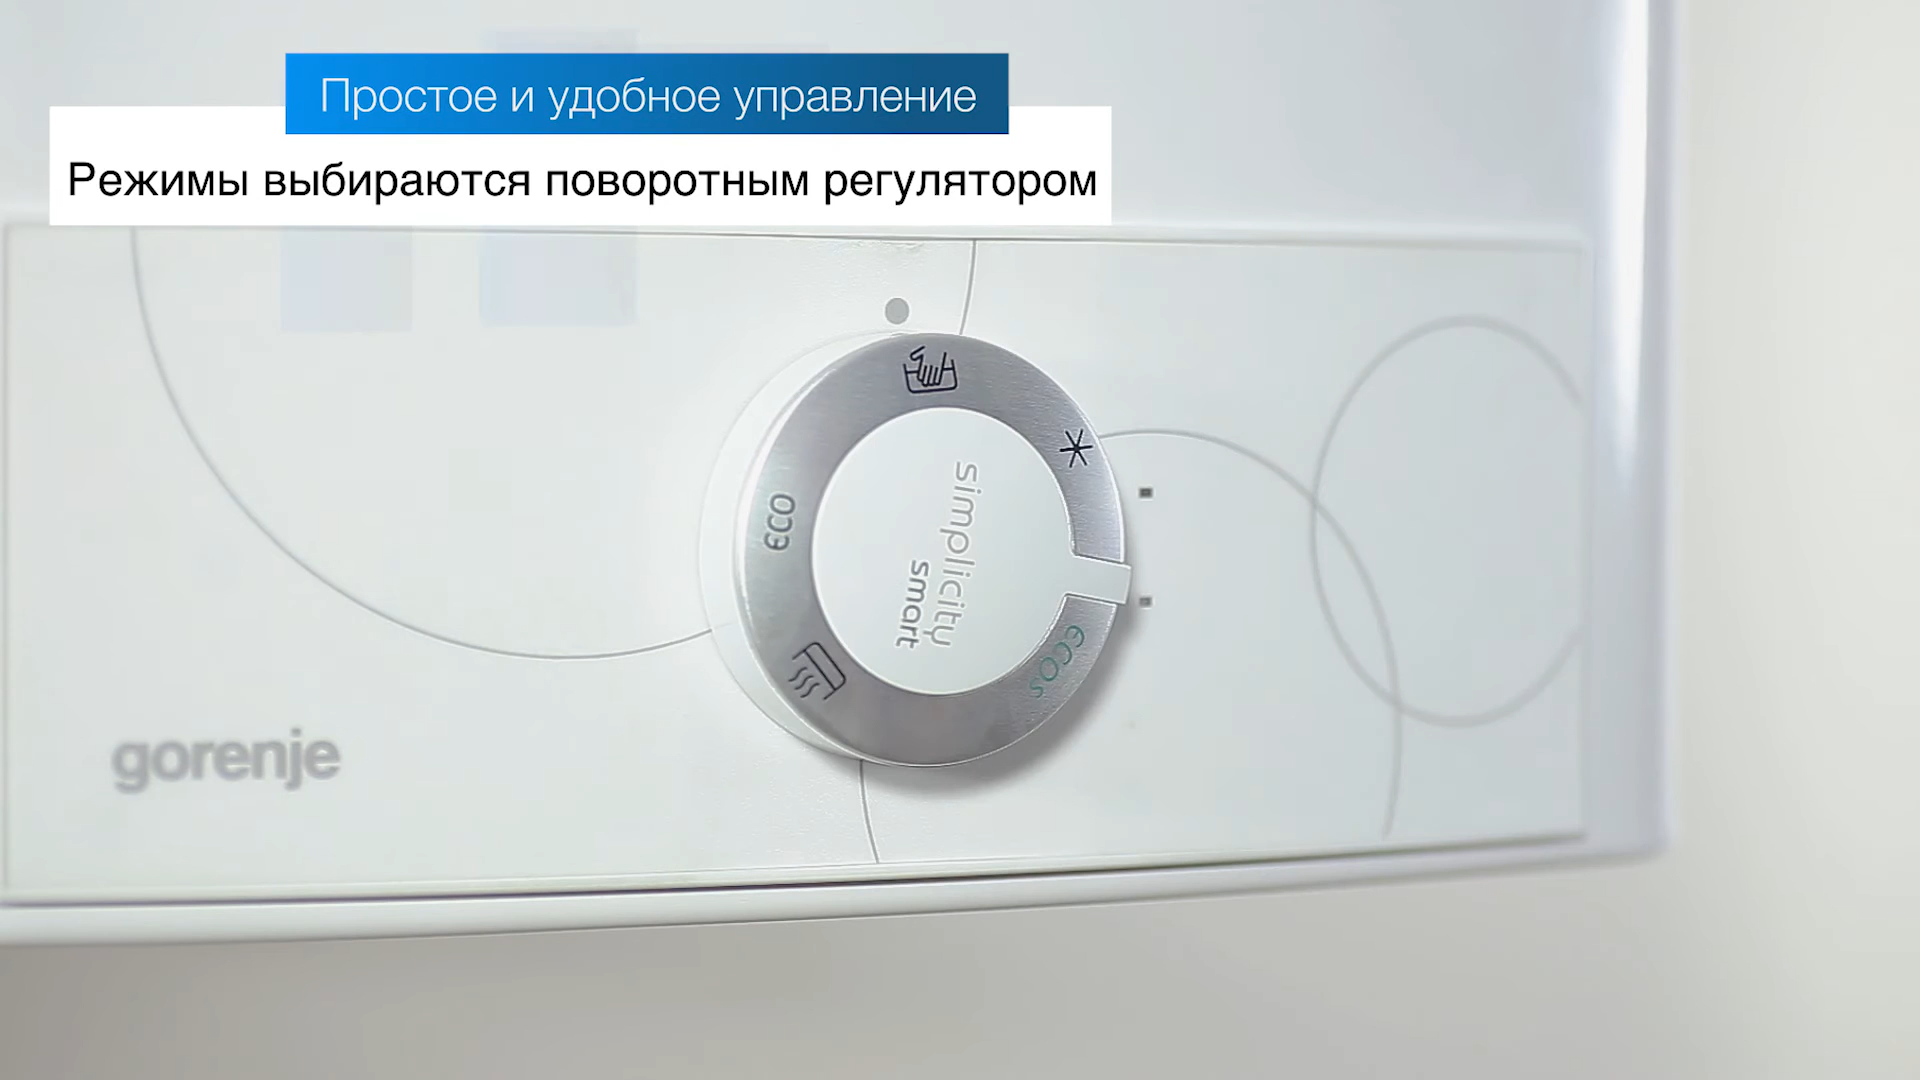 Простое и удобное управление
Режимы выбираются поворотным регулятором
eco
simplicity
smart
ecos
gorenje